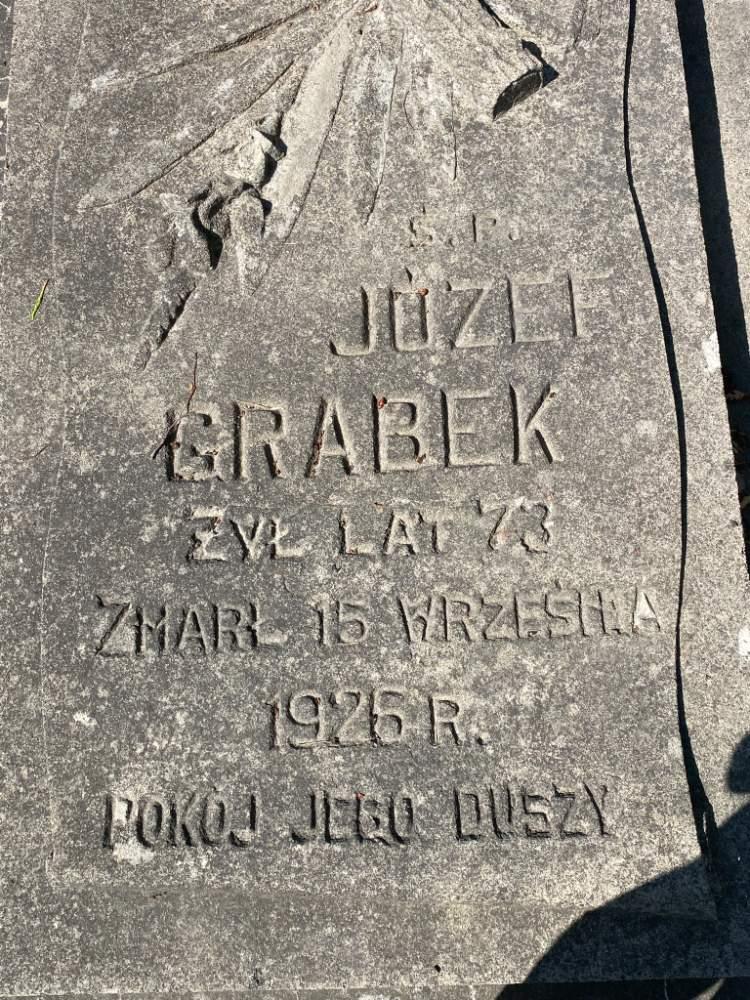 Ś.P.
JÓZEF
GRABEK
ŻYŁ LAT 73
ZMARŁ 15 WRZEŚNIA
1926 R.
POKÓJ JEGO DUSZY